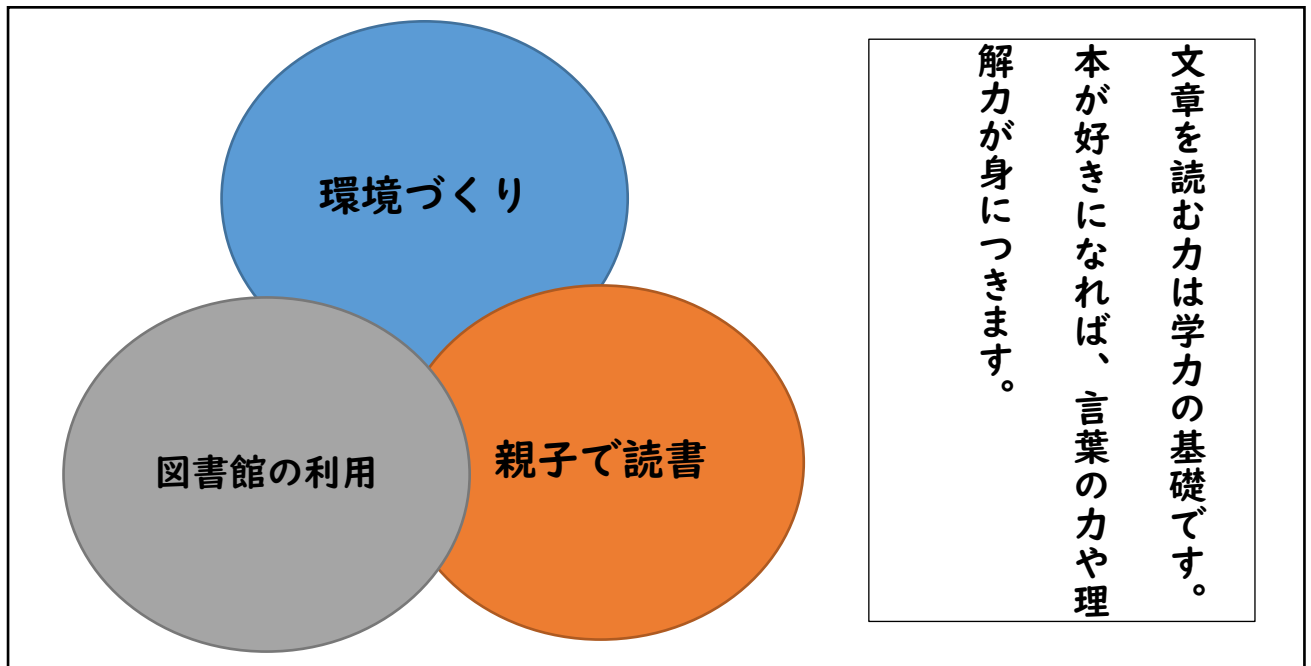 環境づくり
図書館の利用
親子で読書
文章を読む力は学力の基礎です。
本が好きになれば、言葉の力や理
解力が身につきます。